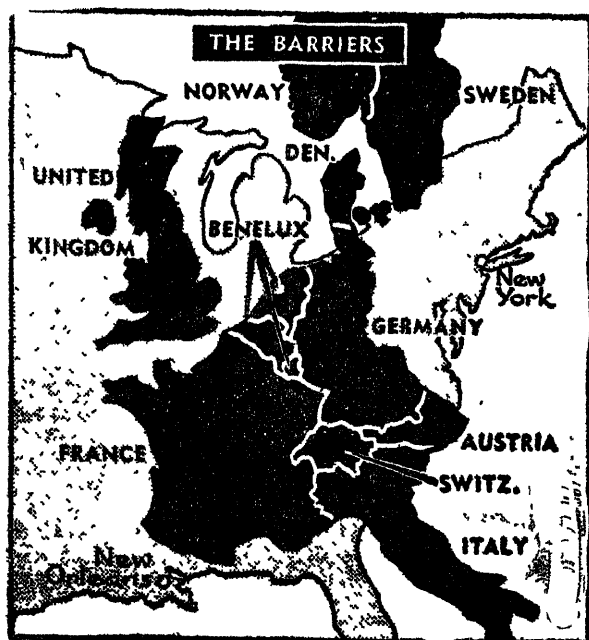 THE BARRIERS
NORWAY
SWEDEN
DEN.
UNITED
KINGDOM
BENELUX
New
York
GERMANY
FRANCE
AUSTRIA
SWITZ.
ITALY
New
Orleans